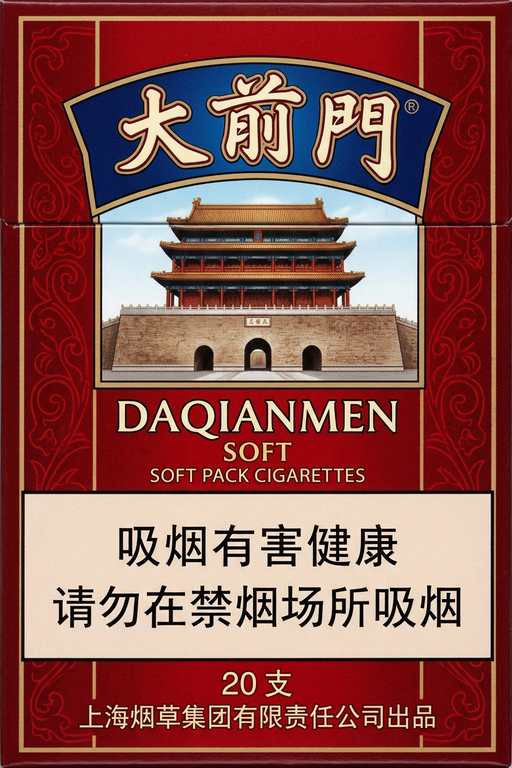 大前門®
DAQIANMEN
SOFT
SOFT PACK CIGARETTES
吸烟有害健康
请勿在禁烟场所吸烟
20 支
上海烟草集团有限责任公司出品